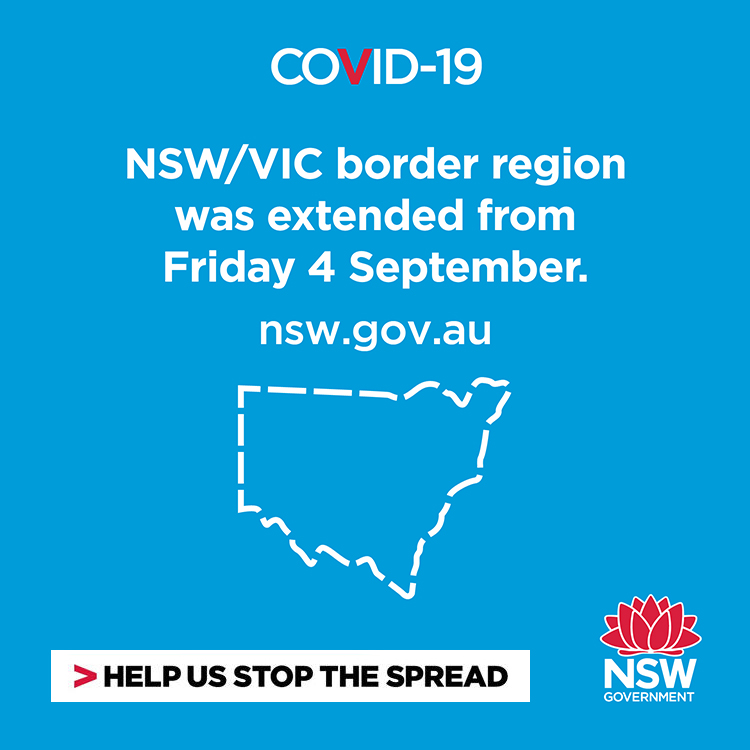 COVID-19
NSW/VIC border region
was extended from
Friday 4 September.
nsw.gov.au
> HELP US STOP THE SPREAD
NSW
GOVERNMENT